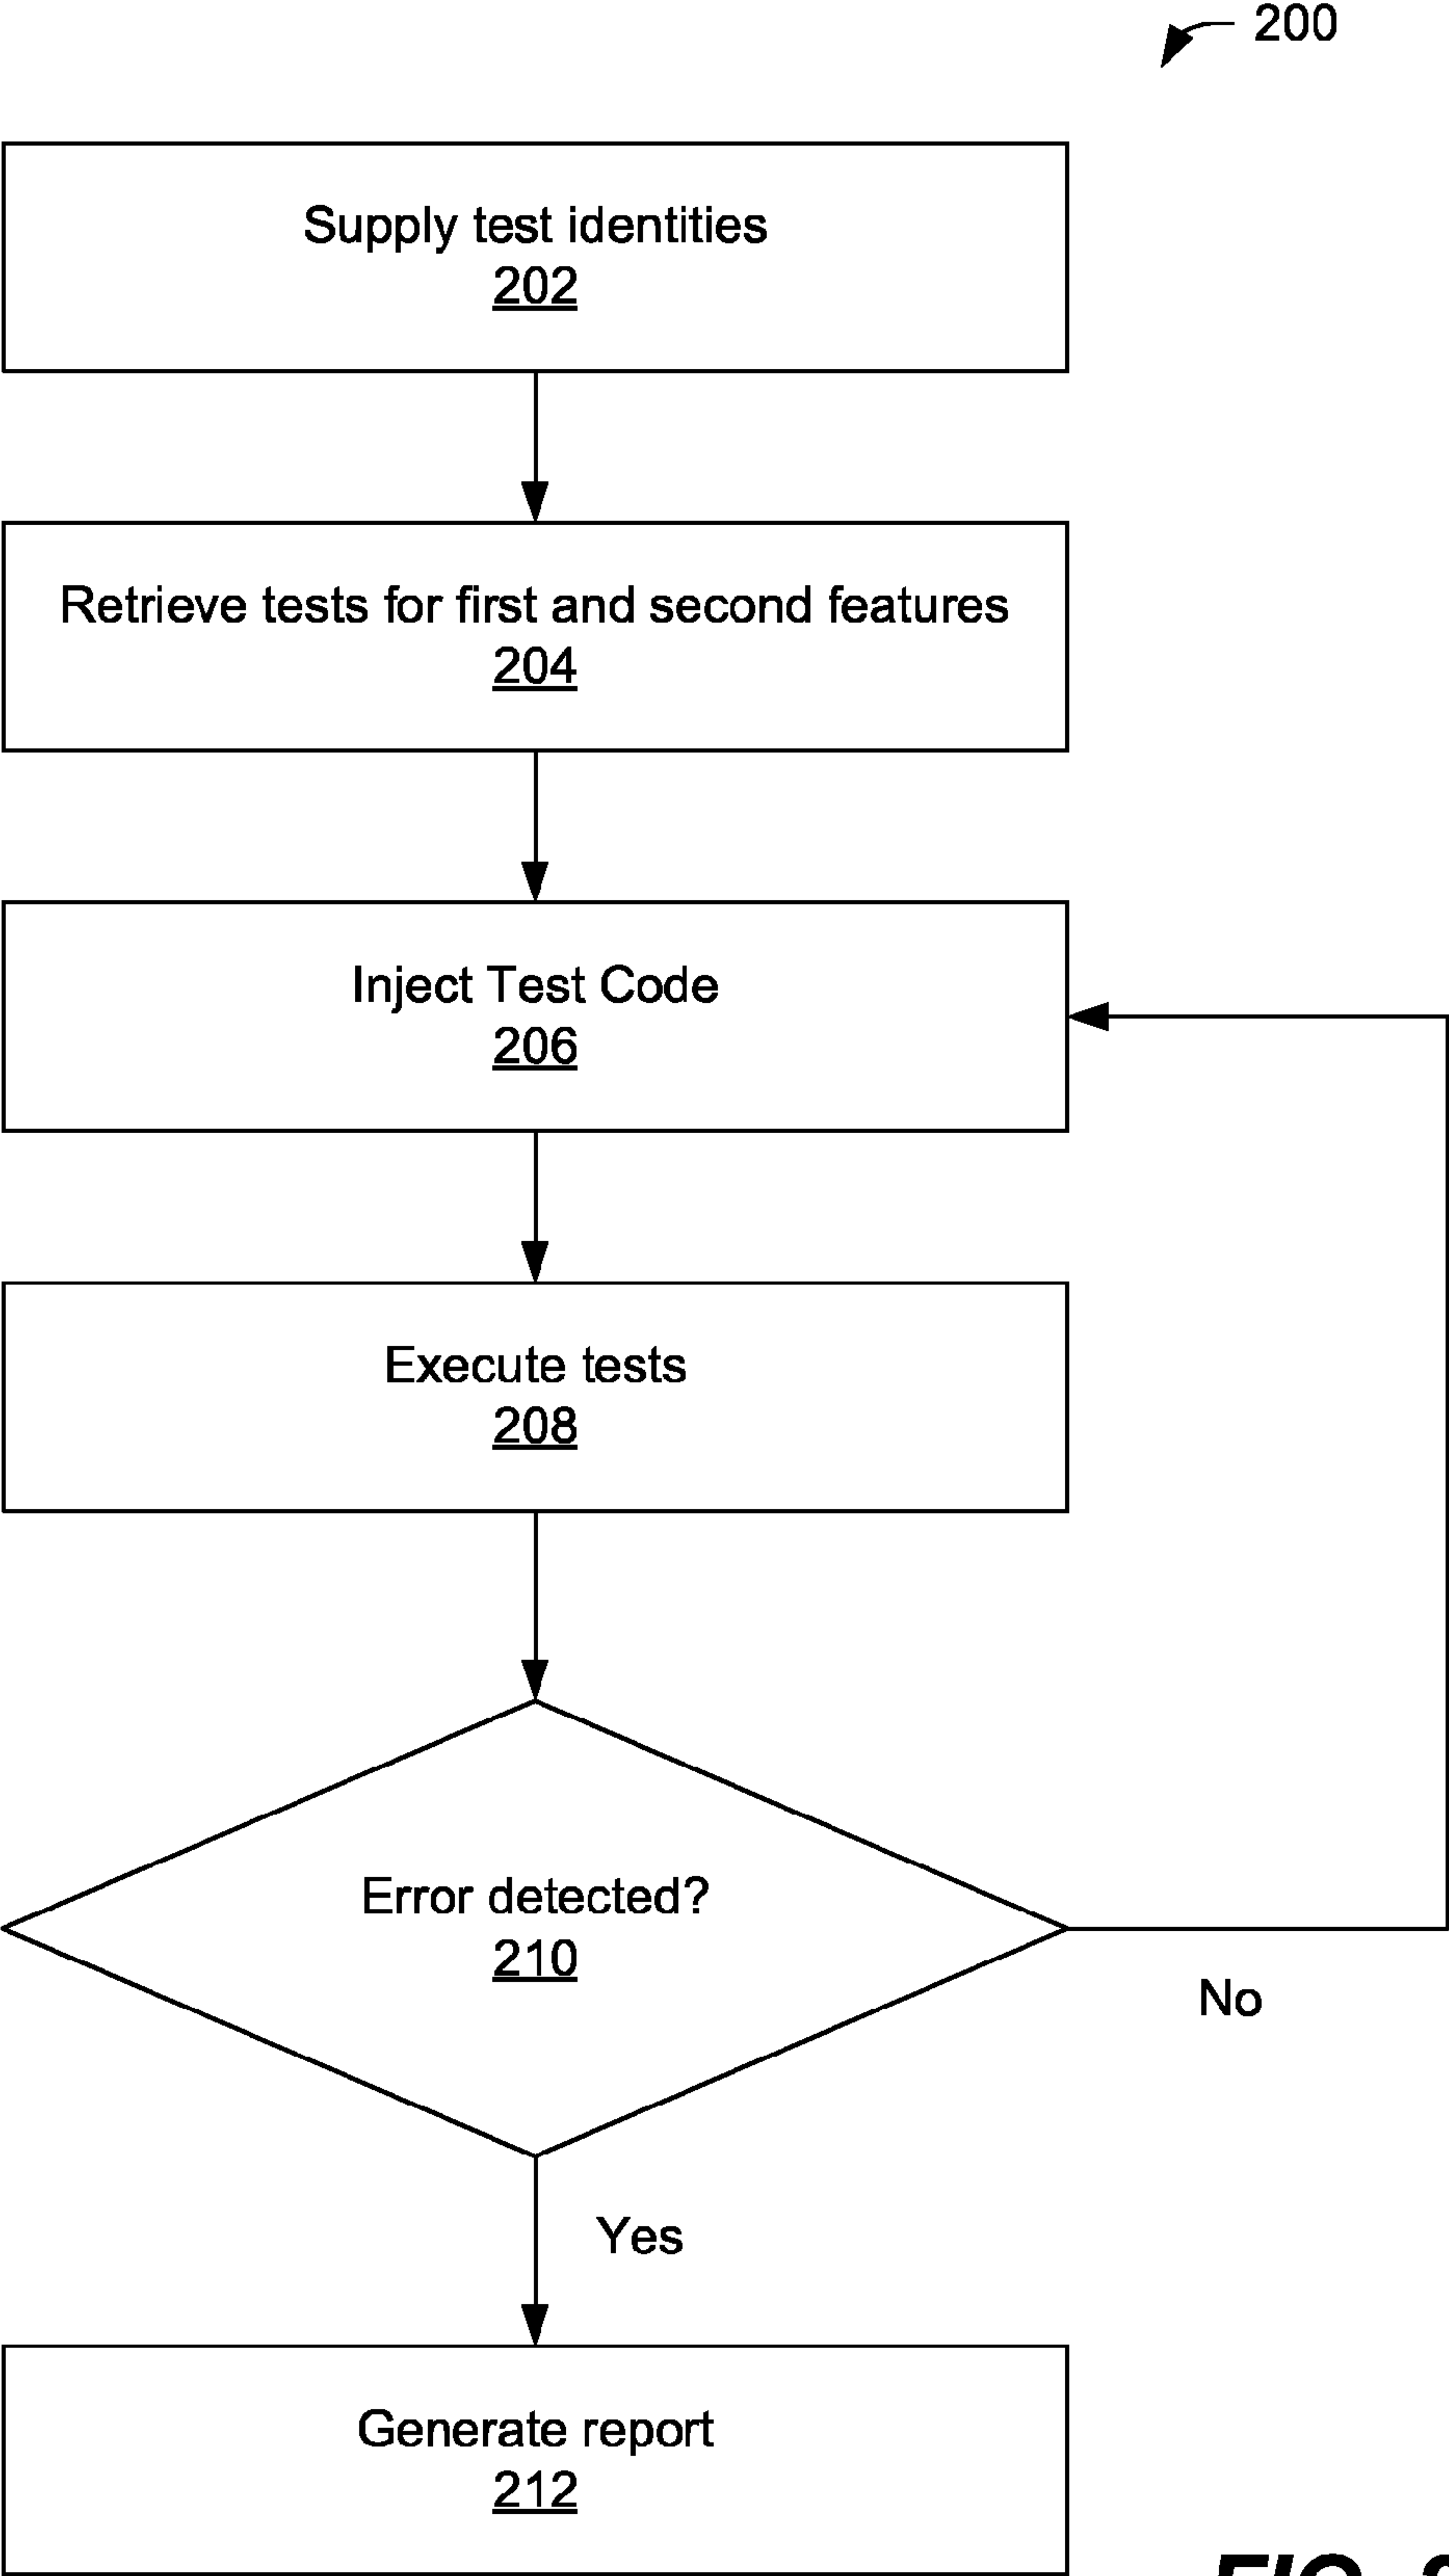 200
Supply test identities
202
Retrieve tests for first and second features
204
Inject Test Code
206
Execute tests
208
Error detected?
210
No
Yes
Generate report
212